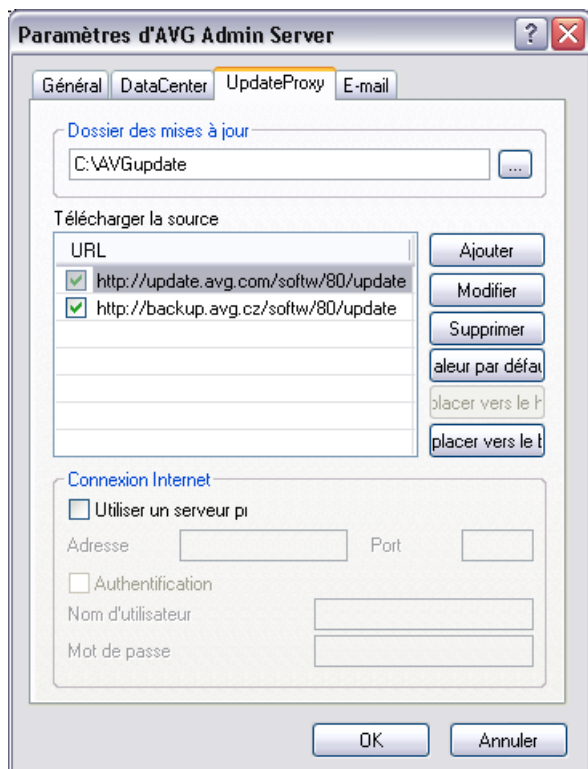 Paramètres d'AVG Admin Server
Général DataCenter UpdateProxy E-mail
Dossier des mises à jour
C:\AVGupdate ...
Télécharger la source
URL
http://update.avg.com/softw/80/update
http://backup.avg.cz/softw/80/update
Ajouter
Modifier
Supprimer
aleur par défau
placer vers le h
placer vers le b
Connexion Internet
Utiliser un serveur pr
Adresse Port
Authentification
Nom d'utilisateur
Mot de passe
OK Annuler